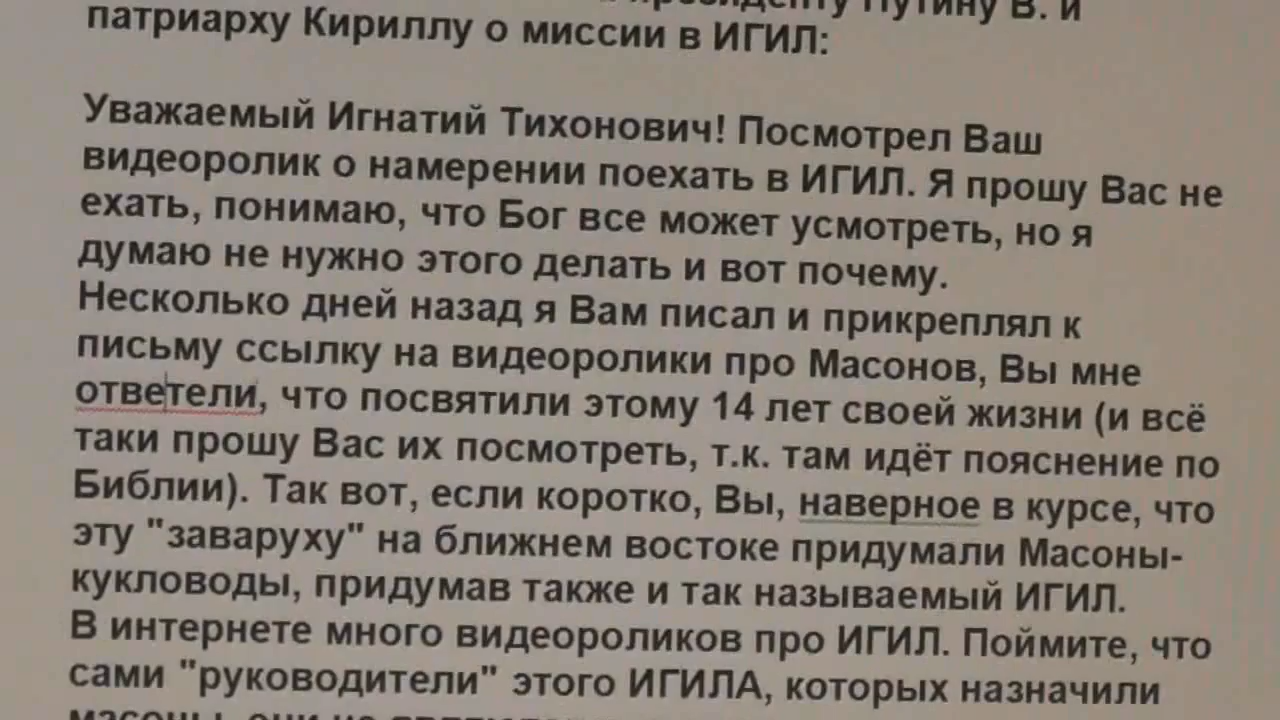 президенту Путину В. и
патриарху Кириллу о миссии в ИГИЛ:
Уважаемый Игнатий Тихонович! Посмотрел Ваш
видеоролик о намерении поехать в ИГИЛ. Я прошу Вас не
ехать, понимаю, что Бог все может усмотреть, но я
думаю не нужно этого делать и вот почему.
Несколько дней назад я Вам писал и прикреплял к
письму ссылку на видеоролики про Масонов, Вы мне
ответели, что посвятили этому 14 лет своей жизни (и всё
таки прошу Вас их посмотреть, т.к. там идёт пояснение по
Библии). Так вот, если коротко, Вы, наверное в курсе, что
эту "заваруху" на ближнем востоке придумали Масоны-
кукловоды, придумав также и так называемый ИГИЛ.
В интернете много видеороликов про ИГИЛ. Поймите, что
сами "руководители" этого ИГИЛА, которых назначили
масоны, они не